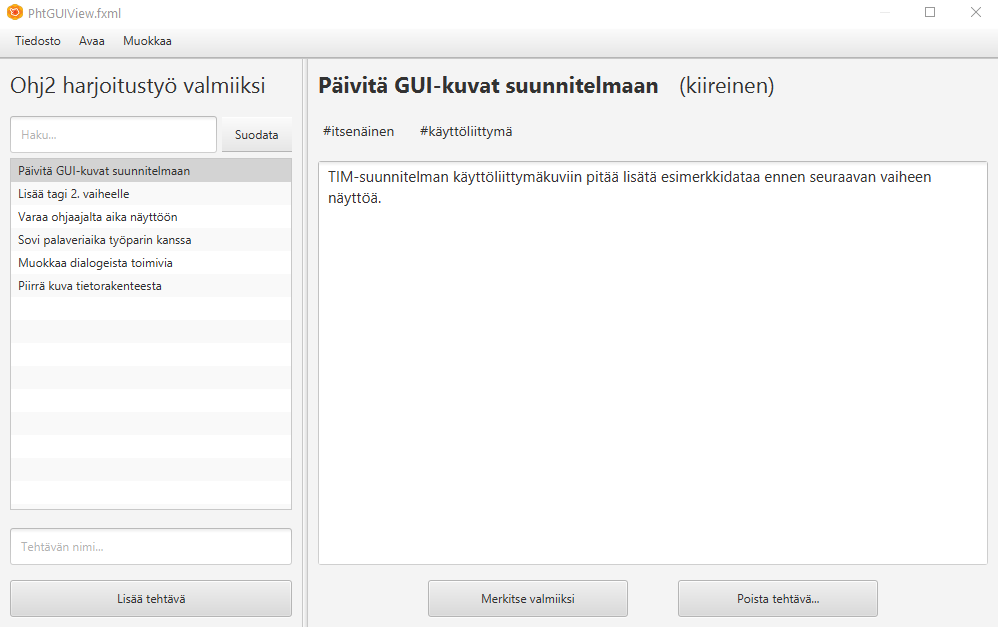 PhtGUIView.fxml
Tiedosto Avaa Muokkaa
Ohj2 harjoitustyö valmiiksi
Haku...
Suodata
Päivitä GUI-kuvat suunnitelmaan
Lisää tagi 2. vaiheelle
Varaa ohjaajalta aika näyttöön
Sovi palaveriaika työparin kanssa
Muokkaa dialogeista toimivia
Piirrä kuva tietorakenteesta
Tehtävän nimi...
Lisää tehtävä
Päivitä GUI-kuvat suunnitelmaan (kiireinen)
#itsenäinen #käyttöliittymä
TIM-suunnitelman käyttöliittymäkuviin pitää lisätä esimerkkidataa ennen seuraavan vaiheen
näyttöä.
Merkitse valmiiksi
Poista tehtävä...